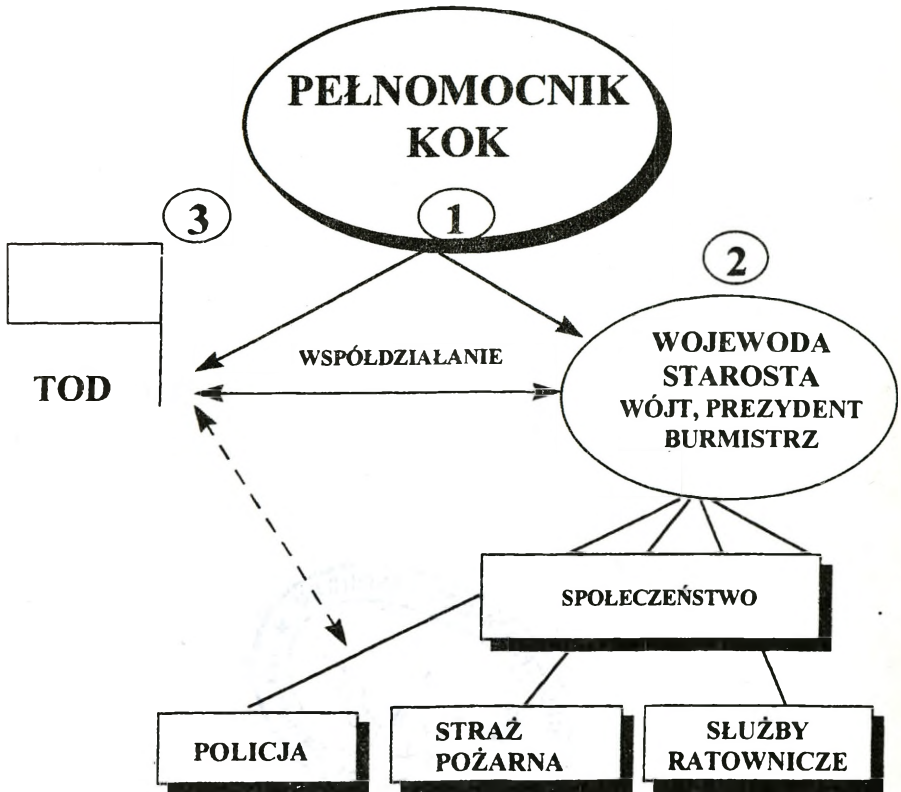 PEŁNOMOCNIK
KOK
3
1
2
WSPÓŁDZIAŁANIE
TOD
WOJEWODA
STAROSTA
WÓJT, PREZYDENT
BURMISTRZ
SPOŁECZEŃSTWO
POLICJA
STRAŻ
POŻARNA
SŁUŻBY
RATOWNICZE